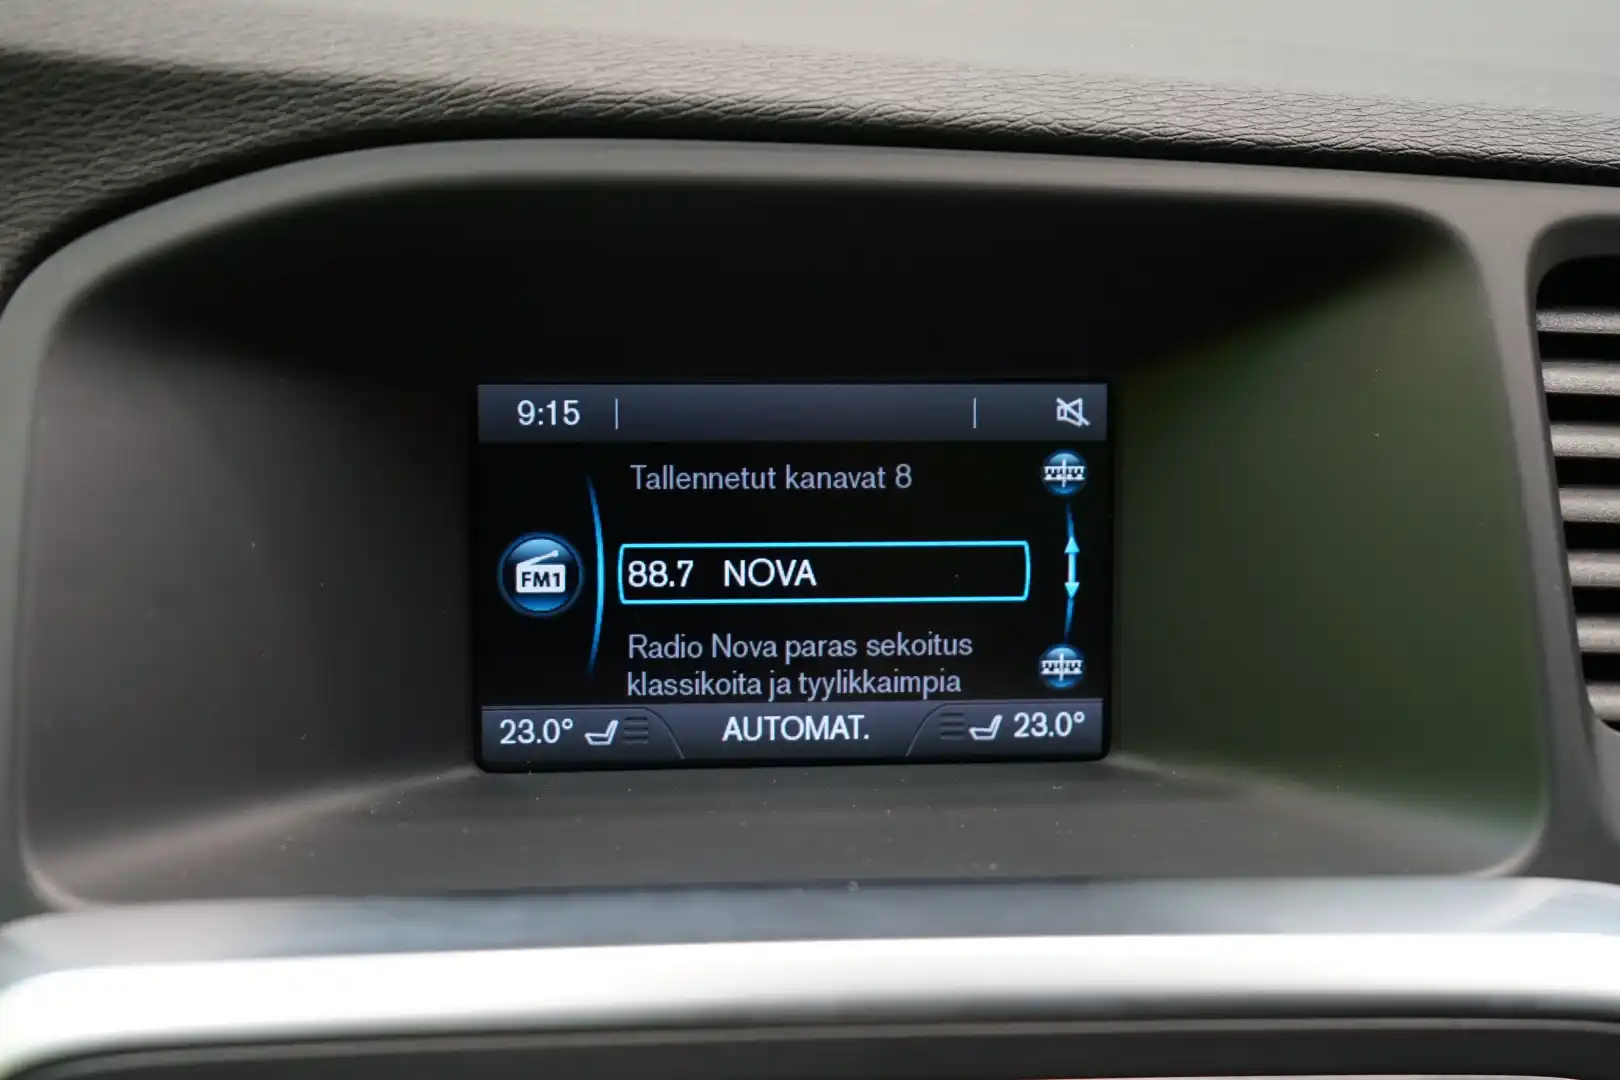 9:15
Tallennetut kanavat 8
FM1
88.7 NOVA
Radio Nova paras sekoitus
klassikoita ja tyylikkaimpia
23.0° AUTOMAT. 23.0°